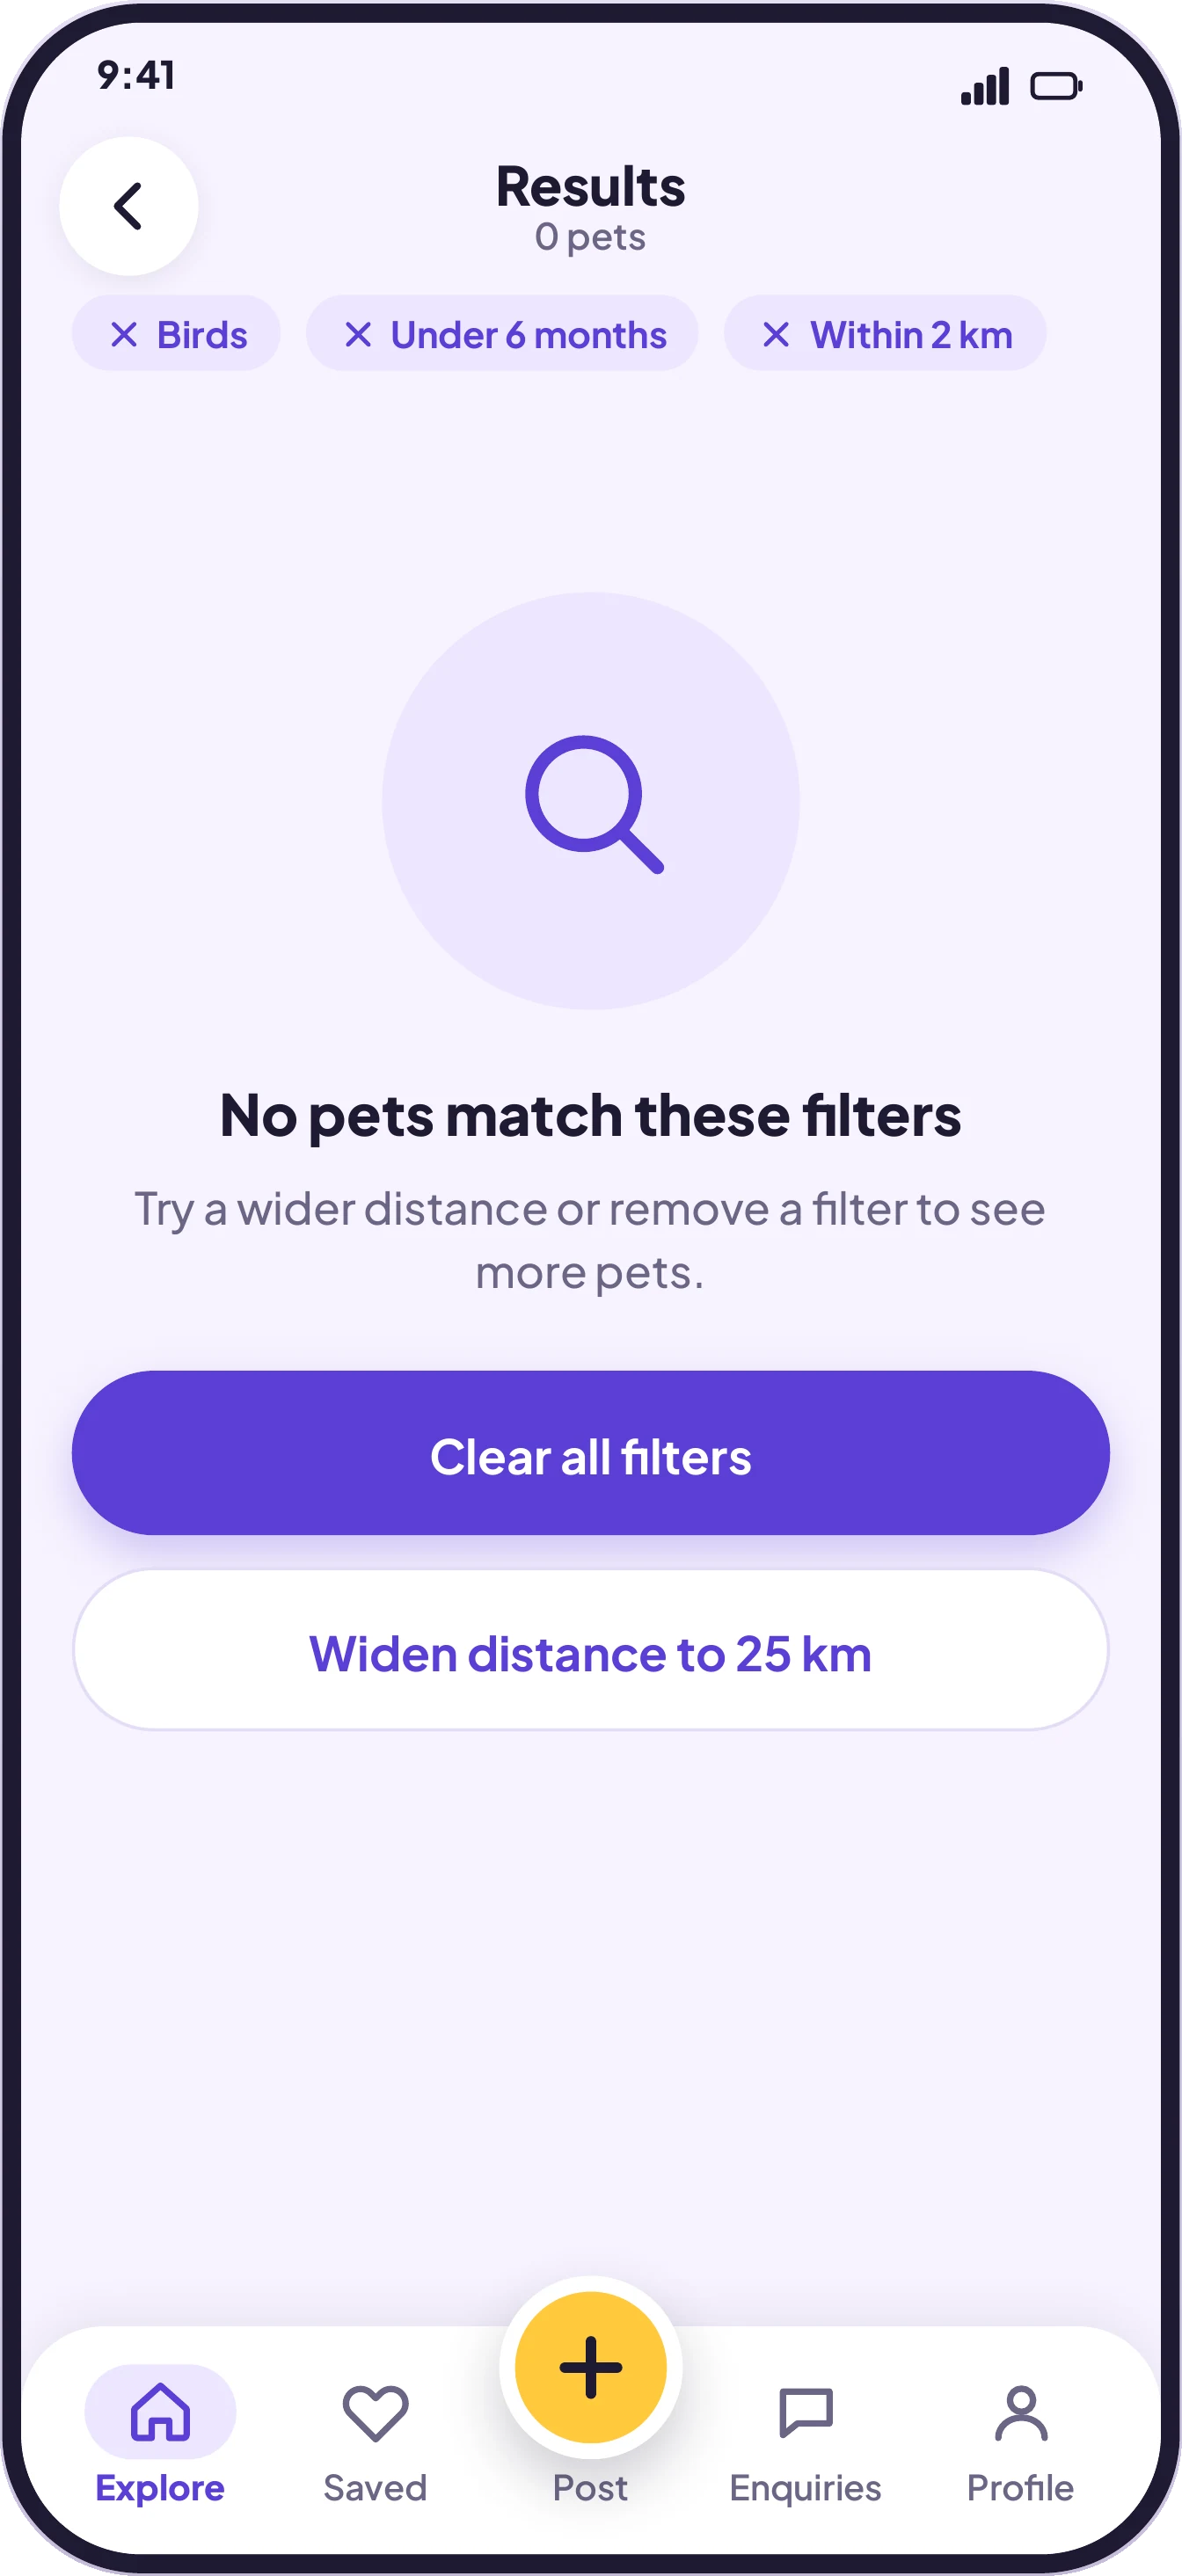 9:41
Results
0 pets
Birds
Under 6 months
Within 2 km
No pets match these filters
Try a wider distance or remove a filter to see
more pets.
Clear all filters
Widen distance to 25 km
Explore
Saved
Post
Enquiries
Profile